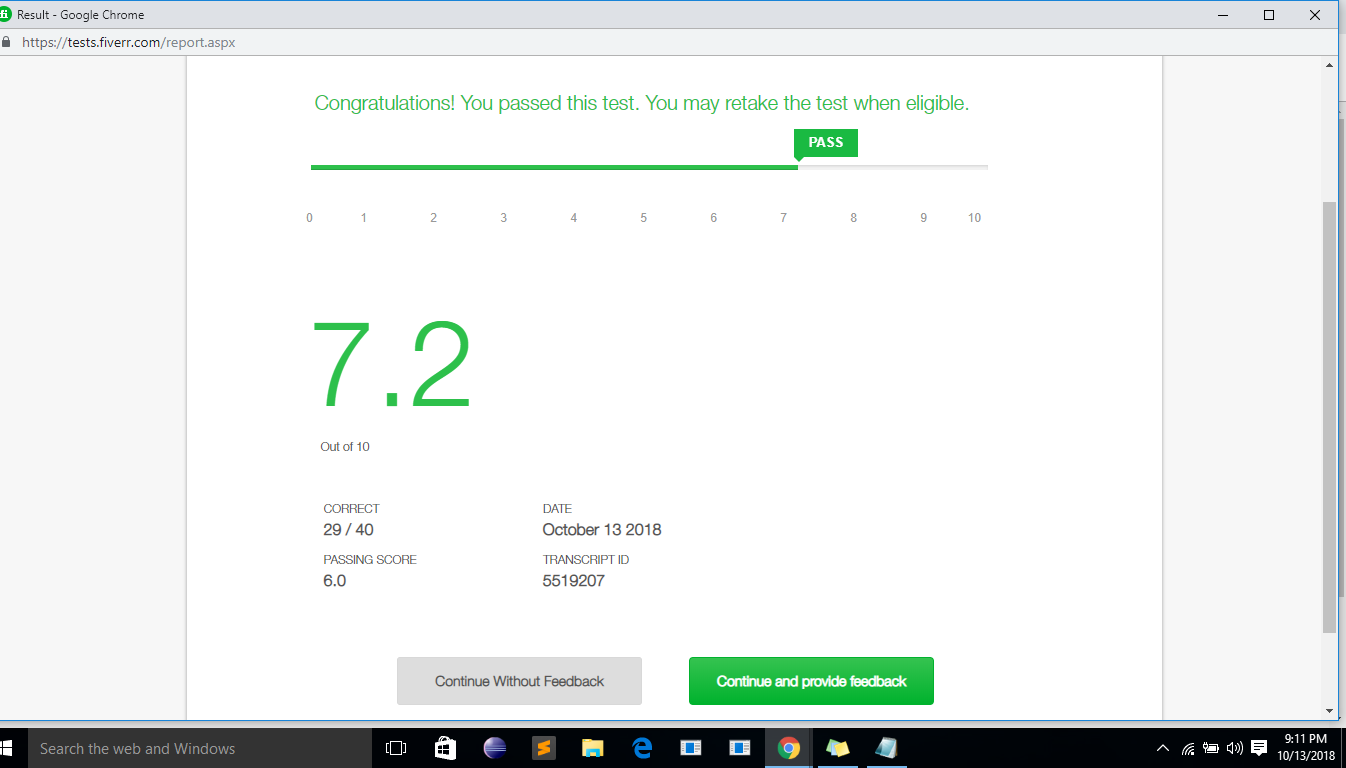 fi Result - Google Chrome
https://tests.fiverr.com/report.aspx
Congratulations! You passed this test. You may retake the test when eligible.
PASS
0 1 2 3 4 5 6 7 8 9 10
7.2
Out of 10
CORRECT DATE
29 / 40 October 13 2018
PASSING SCORE TRANSCRIPT ID
6.0 5519207
Continue Without Feedback Continue and provide feedback
Search the web and Windows
9:11 PM
10/13/2018